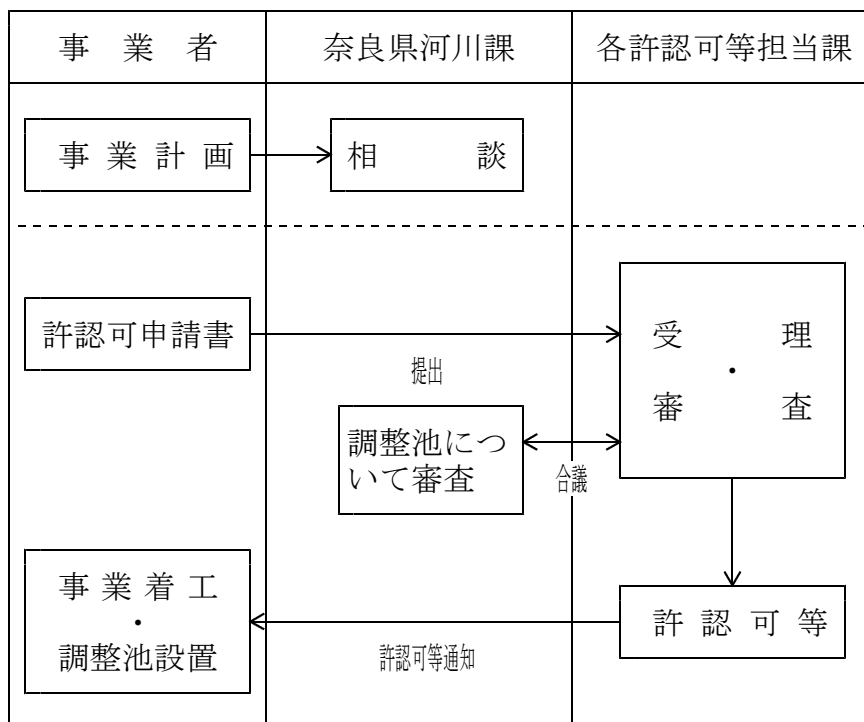 事業者
奈良県河川課
各許認可等担当課
事業計画
相談
許認可申請書
提出
受理
・
審査
調整池につ
いて審査
合議
事業着工
・
調整池設置
許認可等通知
許認可等